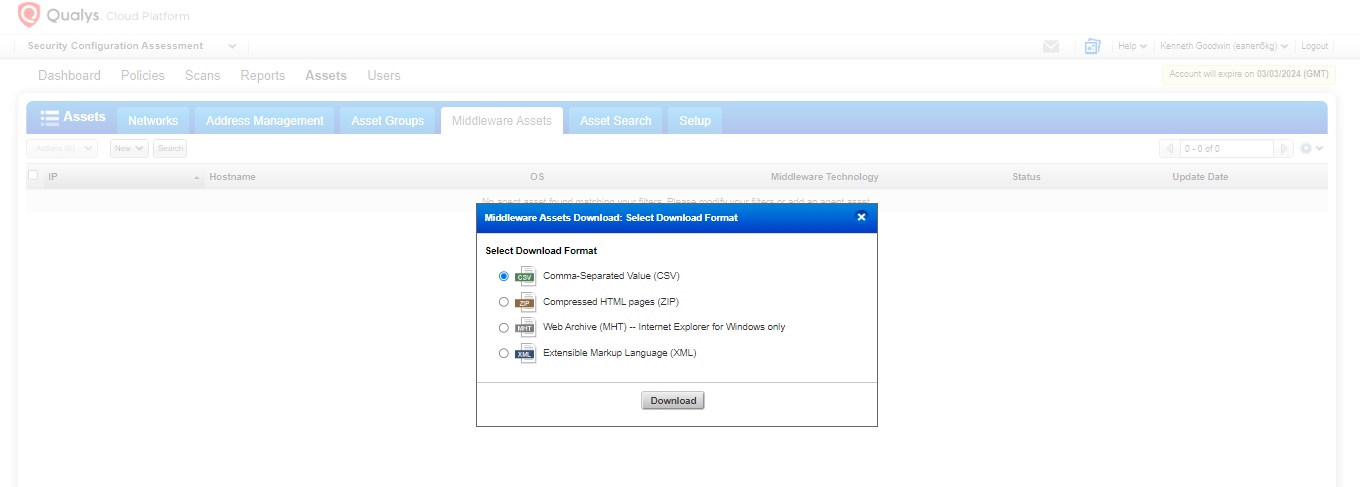 Qualys. Cloud Platform
Security Configuration Assessment
Help
Kenneth Goodwin (eanen6kg)
Logout
Dashboard
Policies
Scans
Reports
Assets
Users
Account will expire on 03/03/2024 (GMT)
Assets
Networks
Address Management
Asset Groups
Middleware Assets
Asset Search
Setup
Actions (0)
New
Search
0 - 0 of 0
IP
Hostname
OS
Middleware Technology
Status
Update Date
No agent asset found matching your filters. Please modify your filters or add an agent asset
Middleware Assets Download: Select Download Format
Select Download Format
CSV
Comma-Separated Value (CSV)
ZIP
Compressed HTML pages (ZIP)
MHT
Web Archive (MHT) -- Internet Explorer for Windows only
XML
Extensible Markup Language (XML)
Download